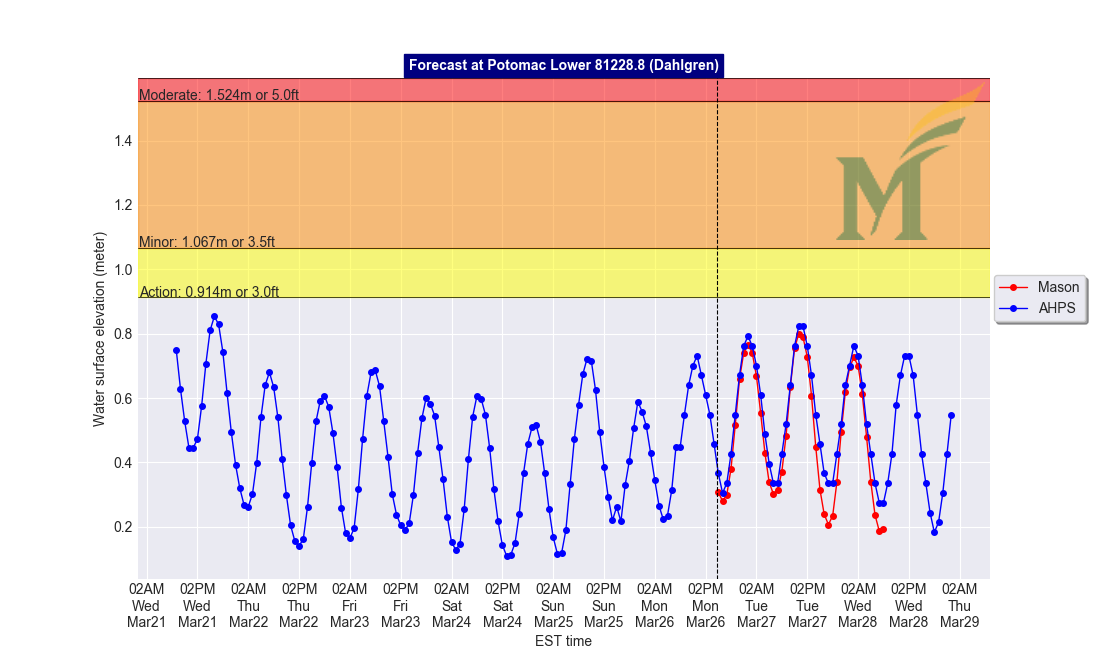 Forecast at Potomac Lower 81228.8 (Dahlgren)
Moderate: 1.524m or 5.0ft
Minor: 1.067m or 3.5ft
Action: 0.914m or 3.0ft
Water surface elevation (meter)
1.4
1.2
1.0
0.8
0.6
0.4
0.2
M
Mason
AHPS
02AM 02PM 02AM 02PM 02AM 02PM 02AM 02PM 02AM 02PM 02AM 02PM 02AM 02PM 02AM 02PM 02AM
Wed Wed Thu Thu Fri Fri Sat Sat Sun Sun Mon Mon Tue Tue Wed Wed Thu
Mar21 Mar21 Mar22 Mar22 Mar23 Mar23 Mar24 Mar24 Mar25 Mar25 Mar26 Mar26 Mar27 Mar27 Mar28 Mar28 Mar29
EST time